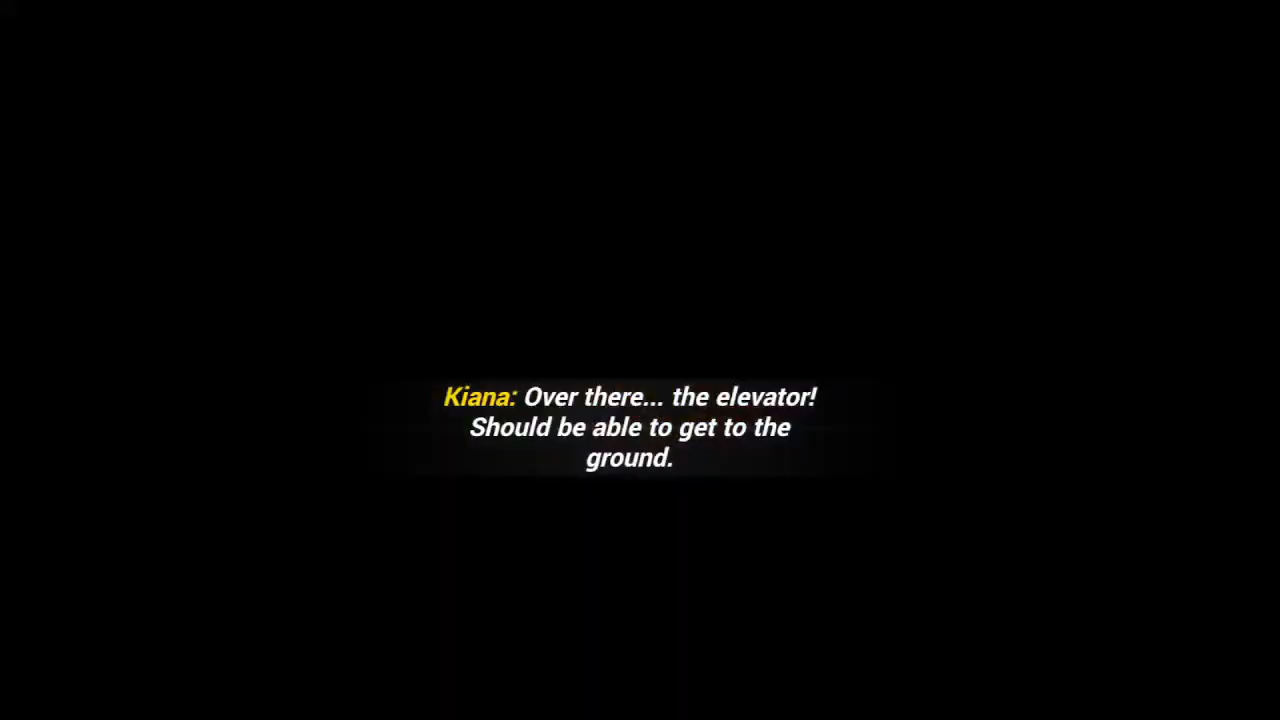 Kiana: Over there... the elevator!
Should be able to get to the
ground.